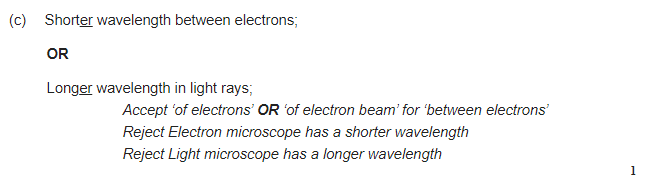 (c) Shorter wavelength between electrons;
OR
Longer wavelength in light rays;
Accept ‘of electrons’ OR ‘of electron beam’ for ‘between electrons’
Reject Electron microscope has a shorter wavelength
Reject Light microscope has a longer wavelength
1